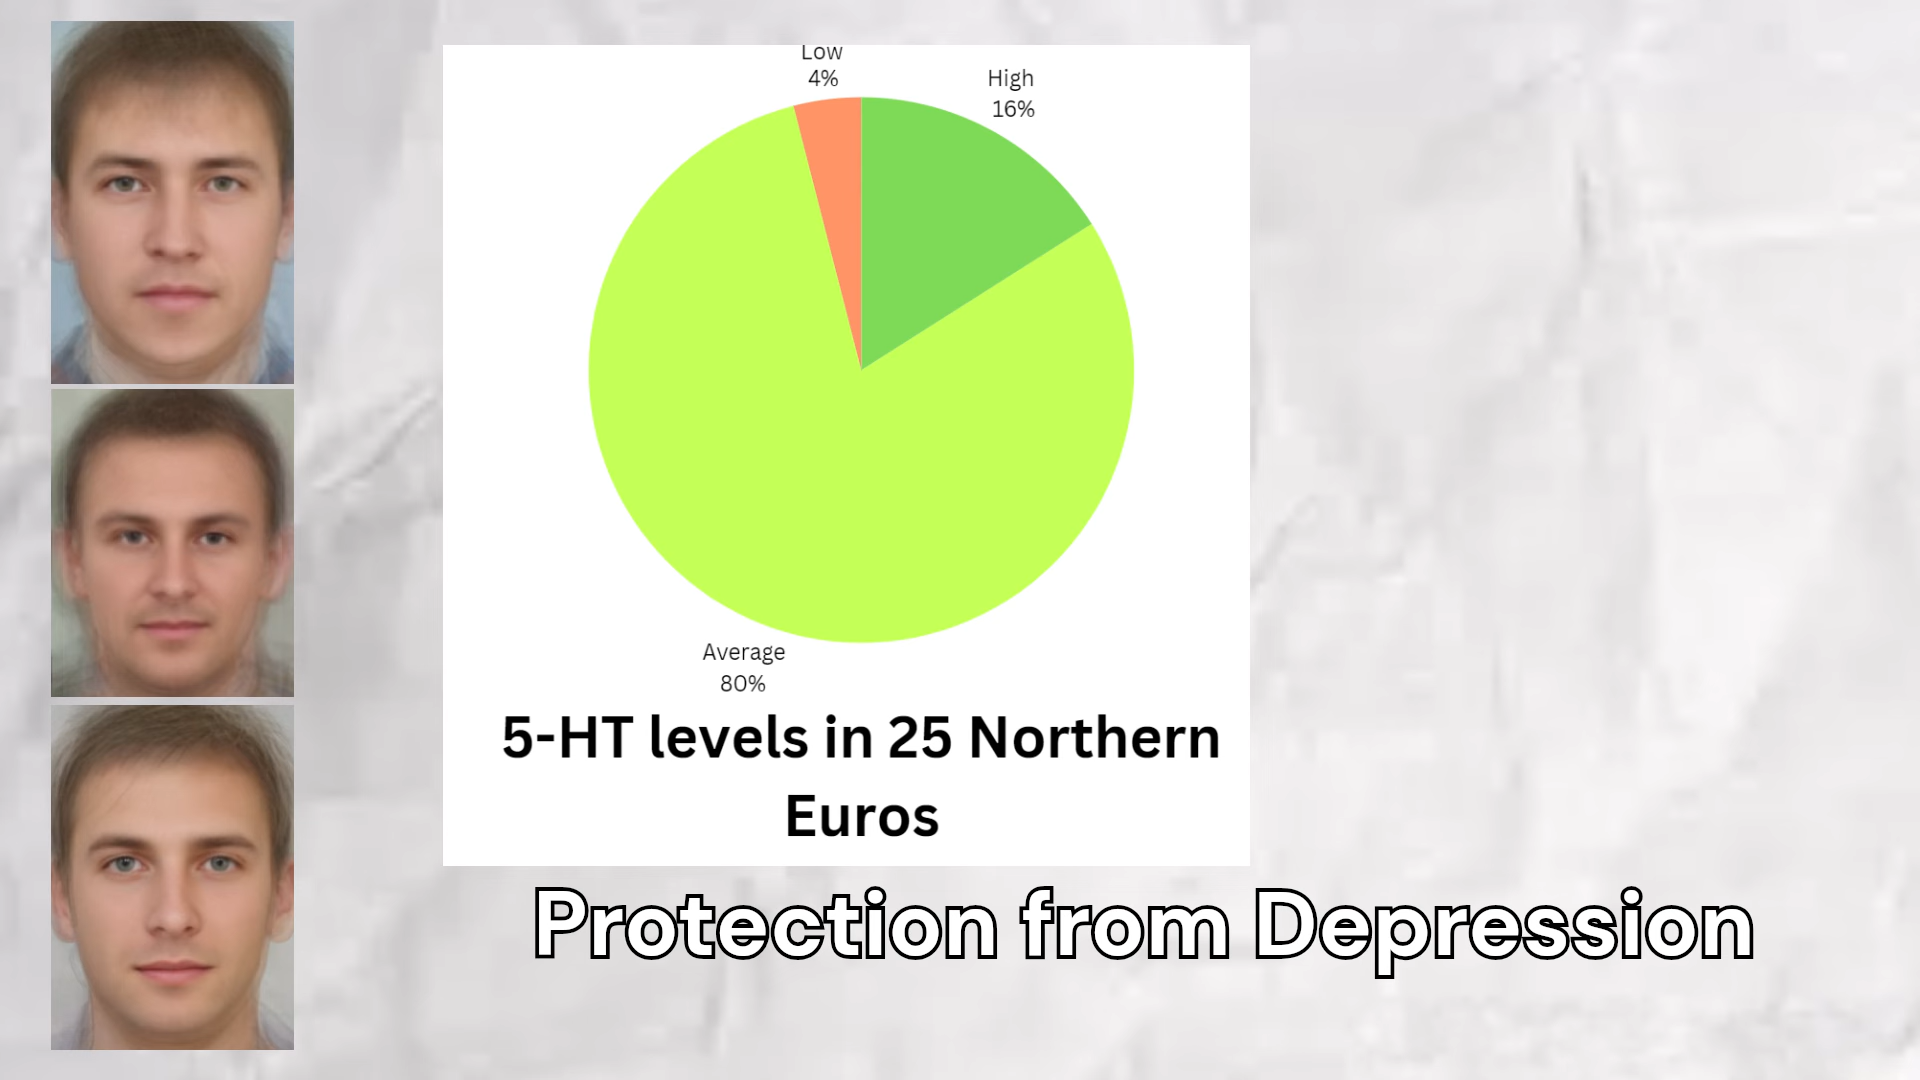 Low
4%
High
16%
Average
80%
5-HT levels in 25 Northern
Euros
Protection from Depression